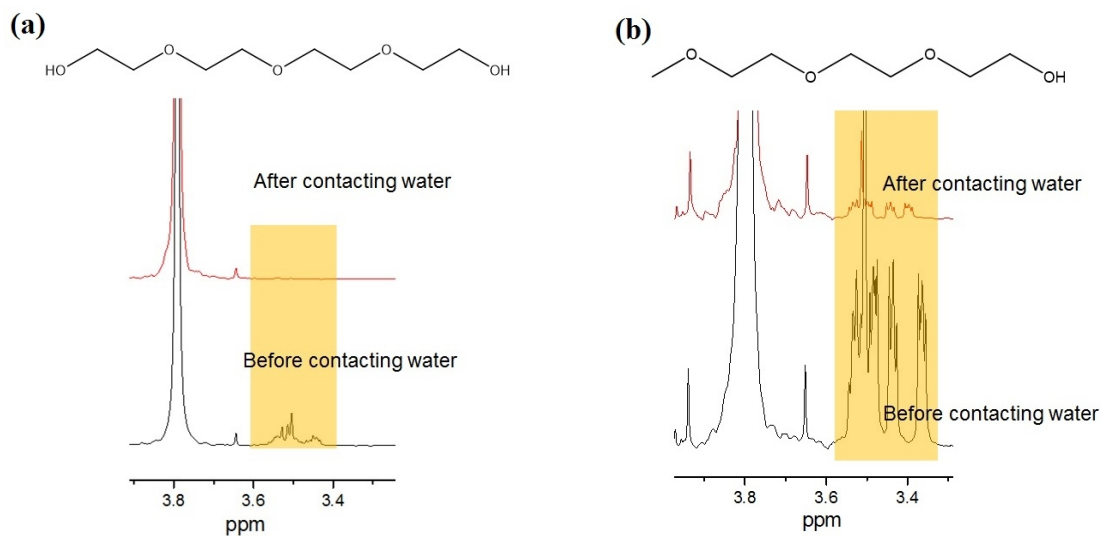 (a)
HO
O
O
O
OH
After contacting water
Before contacting water
3.8
3.6
3.4
ppm
(b)
O
O
O
OH
After contacting water
Before contacting water
3.8
3.6
3.4
ppm